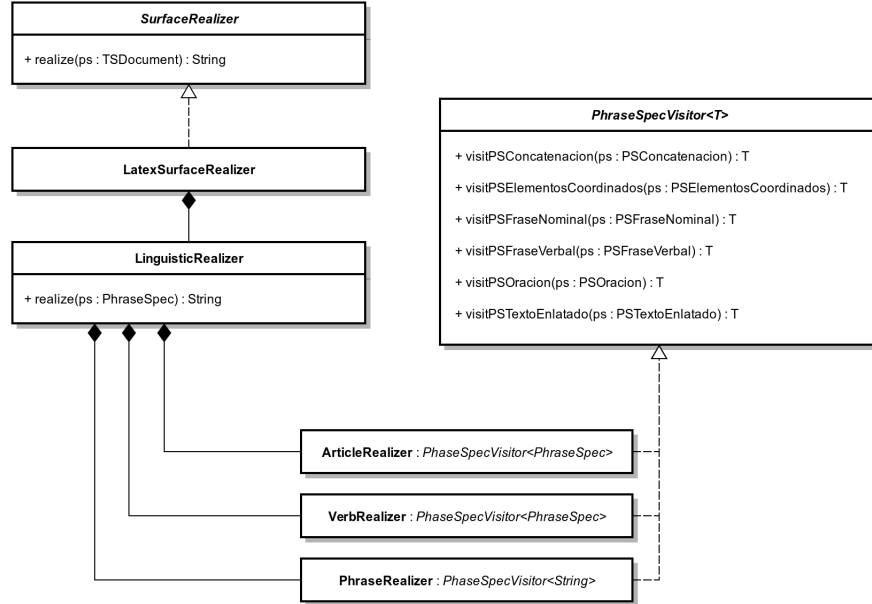 SurfaceRealizer
+ realize(ps : TSDocument) : String
LatexSurfaceRealizer
LinguisticRealizer
+ realize(ps : PhraseSpec) : String
PhraseSpecVisitor<T>
+ visitPSConcatenacion(ps : PSConcatenacion) : T
+ visitPSElementosCoordinados(ps : PSElementosCoordinados) : T
+ visitPSFraseNominal(ps : PSFraseNominal) : T
+ visitPSFraseVerbal(ps : PSFraseVerbal) : T
+ visitPSOracion(ps : PSOracion) : T
+ visitPSTextoEnlatado(ps : PSTextoEnlatado) : T
ArticleRealizer : PhaseSpecVisitor<PhraseSpec>
VerbRealizer : PhaseSpecVisitor<PhraseSpec>
PhraseRealizer : PhaseSpecVisitor<String>